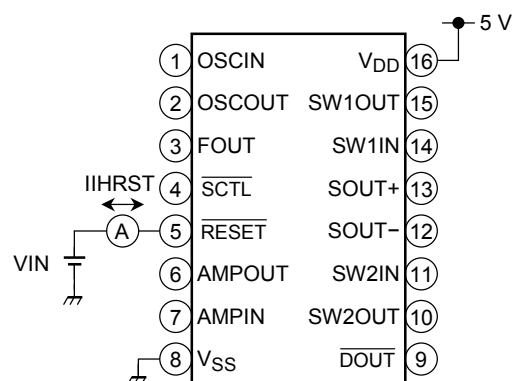 5 V
1 OSCIN VDD 16
2 OSCOUT SW1OUT 15
3 FOUT SW1IN 14
IIHRST
4 SCTL SOUT+ 13
A 5 RESET SOUT− 12
VIN
6 AMPOUT SW2IN 11
7 AMPIN SW2OUT 10
8 VSS DOUT 9